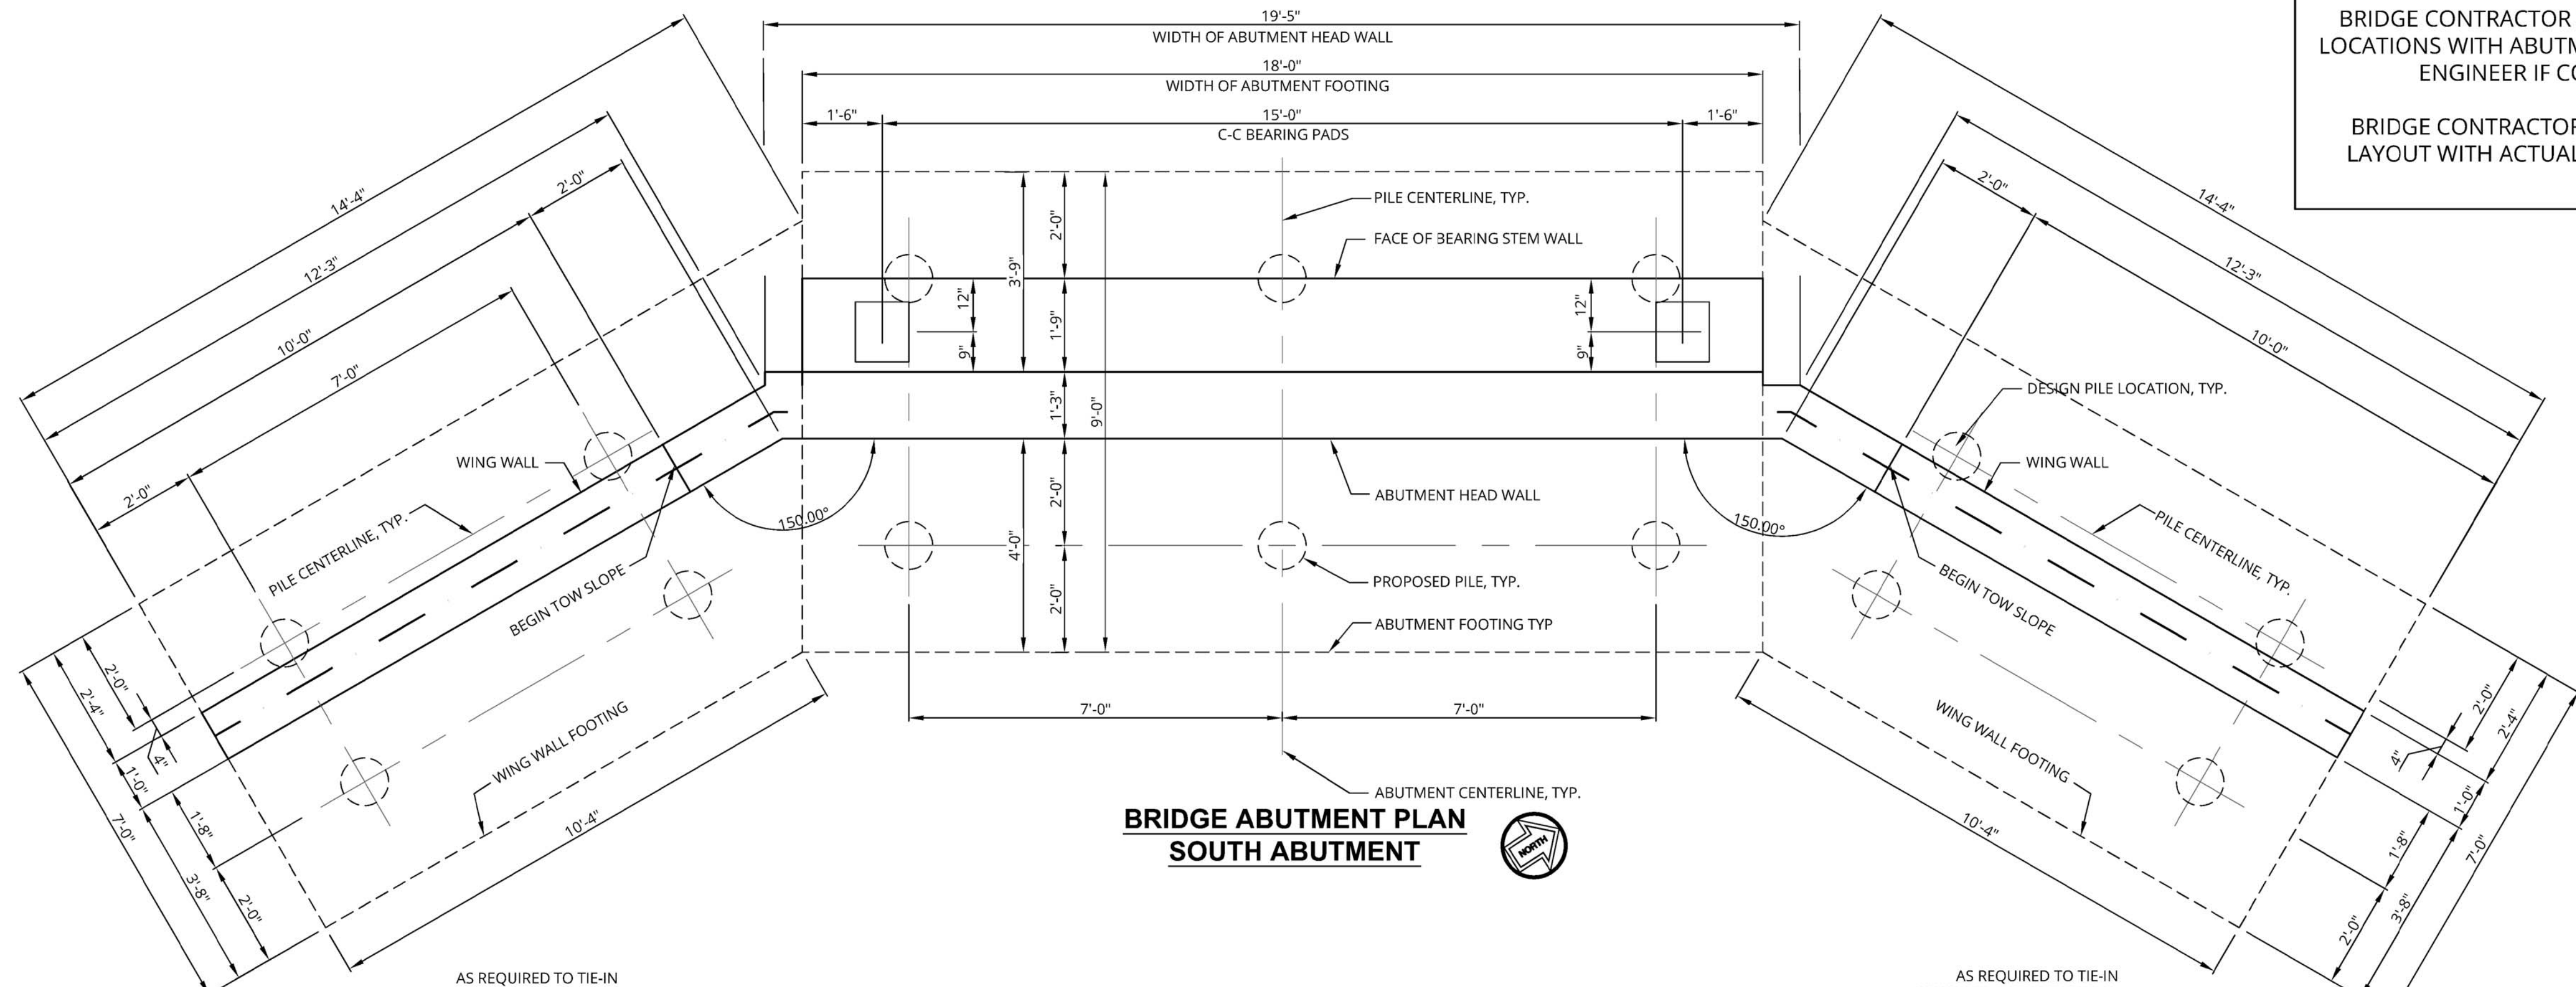 19'-5"
WIDTH OF ABUTMENT HEAD WALL
18'-0"
WIDTH OF ABUTMENT FOOTING
1'-6"
15'-0"
1'-6"
C-C BEARING PADS
BRIDGE CONTRACTOR
LOCATIONS WITH ABUTM
ENGINEER IF CO
BRIDGE CONTRACTOR
LAYOUT WITH ACTUAL
14'-4"
12'-3"
2'-0"
10'-0"
7'-0"
2'-0"
WING WALL
PILE CENTERLINE, TYP.
BEGIN TOW SLOPE
150.00°
WING WALL FOOTING
10'-4"
2'-0"
2'-4"
4"
1'-0"
7'-0"
1'-8"
3'-8"
2'-0"
AS REQUIRED TO TIE-IN
PILE CENTERLINE, TYP.
FACE OF BEARING STEM WALL
2'-0"
3'-9"
12"
1'-9"
9"
12"
9"
1'-3"
9'-0"
2'-0"
4'-0"
2'-0"
ABUTMENT HEAD WALL
PROPOSED PILE, TYP.
ABUTMENT FOOTING TYP
7'-0"
7'-0"
ABUTMENT CENTERLINE, TYP.
BRIDGE ABUTMENT PLAN
SOUTH ABUTMENT
NORTH
14'-4"
12'-3"
2'-0"
10'-0"
DESIGN PILE LOCATION, TYP.
WING WALL
PILE CENTERLINE, TYP.
BEGIN TOW SLOPE
150.00°
WING WALL FOOTING
10'-4"
2'-0"
2'-4"
4"
1'-0"
7'-0"
1'-8"
3'-8"
2'-0"
AS REQUIRED TO TIE-IN